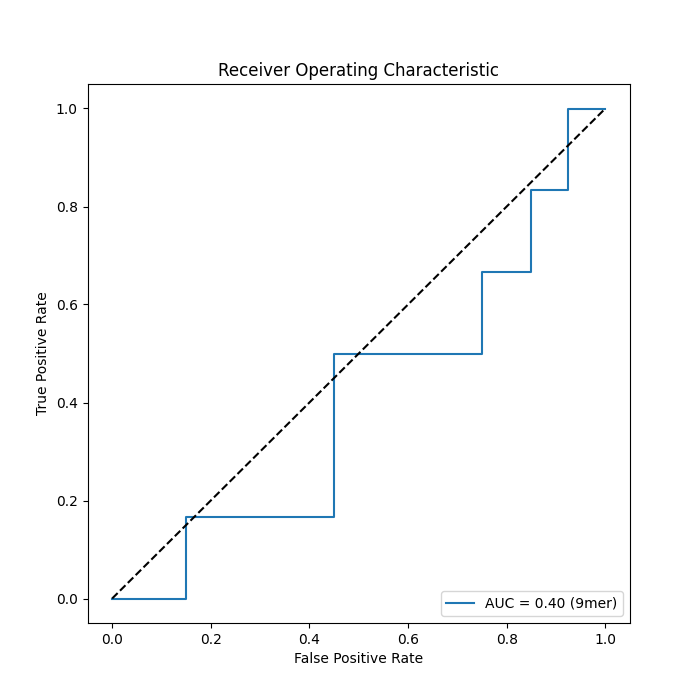 Receiver Operating Characteristic
True Positive Rate
1.0
0.8
0.6
0.4
0.2
0.0
AUC = 0.40 (9mer)
0.0 0.2 0.4 0.6 0.8 1.0
False Positive Rate